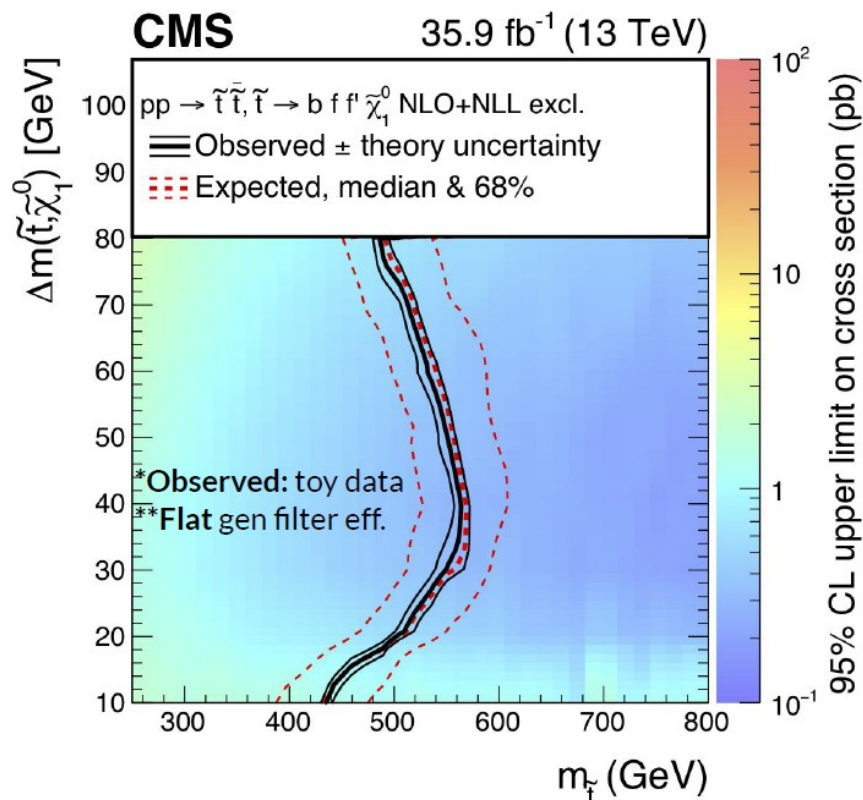 CMS 35.9 fb⁻¹ (13 TeV)
pp → t̃ t̃̄, t̃ → b f f' χ̃₁⁰ NLO+NLL excl.
Observed ± theory uncertainty
Expected, median & 68%
Δm(t̃,χ̃₁⁰) [GeV]
100
90
80
70
60
50
40
30
20
10
*Observed: toy data
**Flat gen filter eff.
300 400 500 600 700 800
m_t̃ (GeV)
10²
10
1
10⁻¹
95% CL upper limit on cross section (pb)